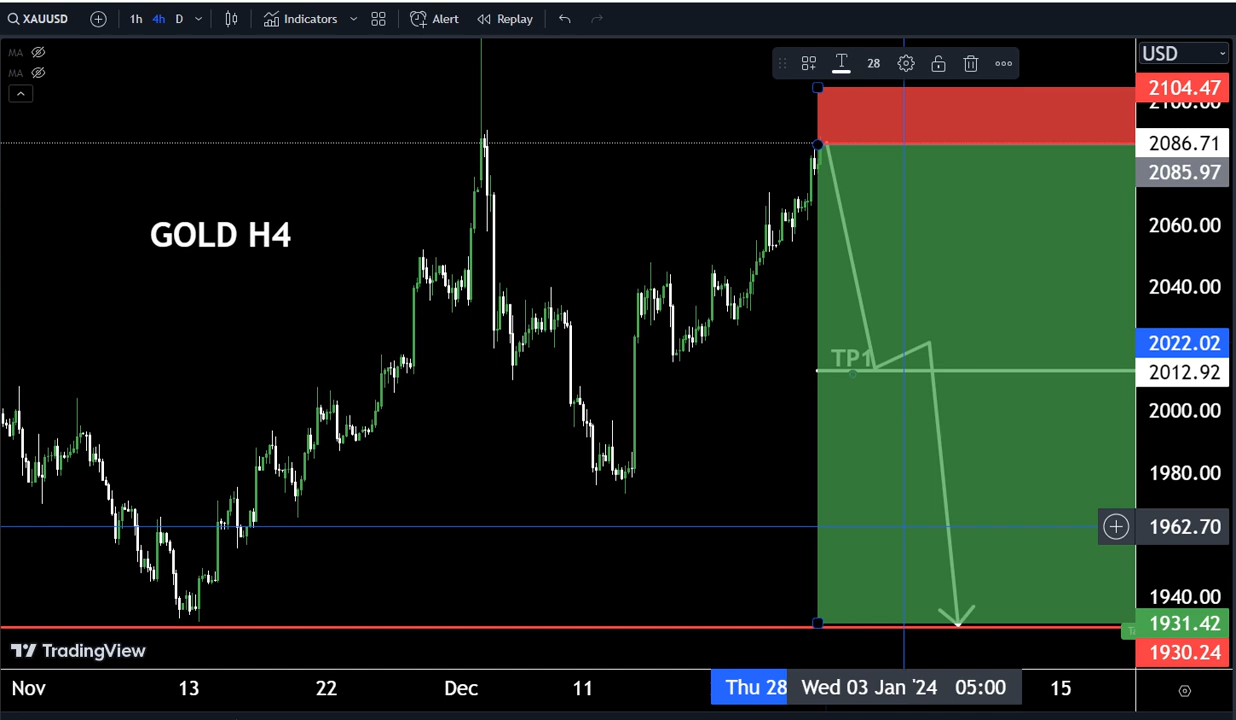 XAUUSD 1h 4h D Indicators Alert Replay
MA
MA
28
USD
2104.47
2100.00
2086.71
2085.97
GOLD H4
2060.00
2040.00
2022.02
TP1
2012.92
2000.00
1980.00
1962.70
1940.00
1931.42
1930.24
TradingView
Nov 13 22 Dec 11 Thu 28 Wed 03 Jan '24 05:00 15